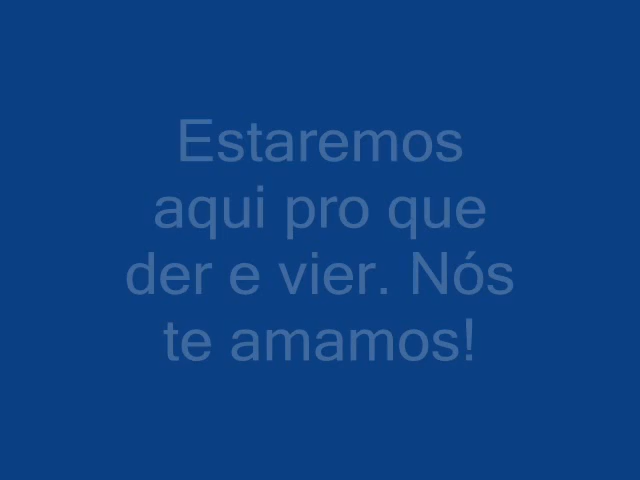 Estaremos
aqui pro que
der e vier. Nós
te amamos!